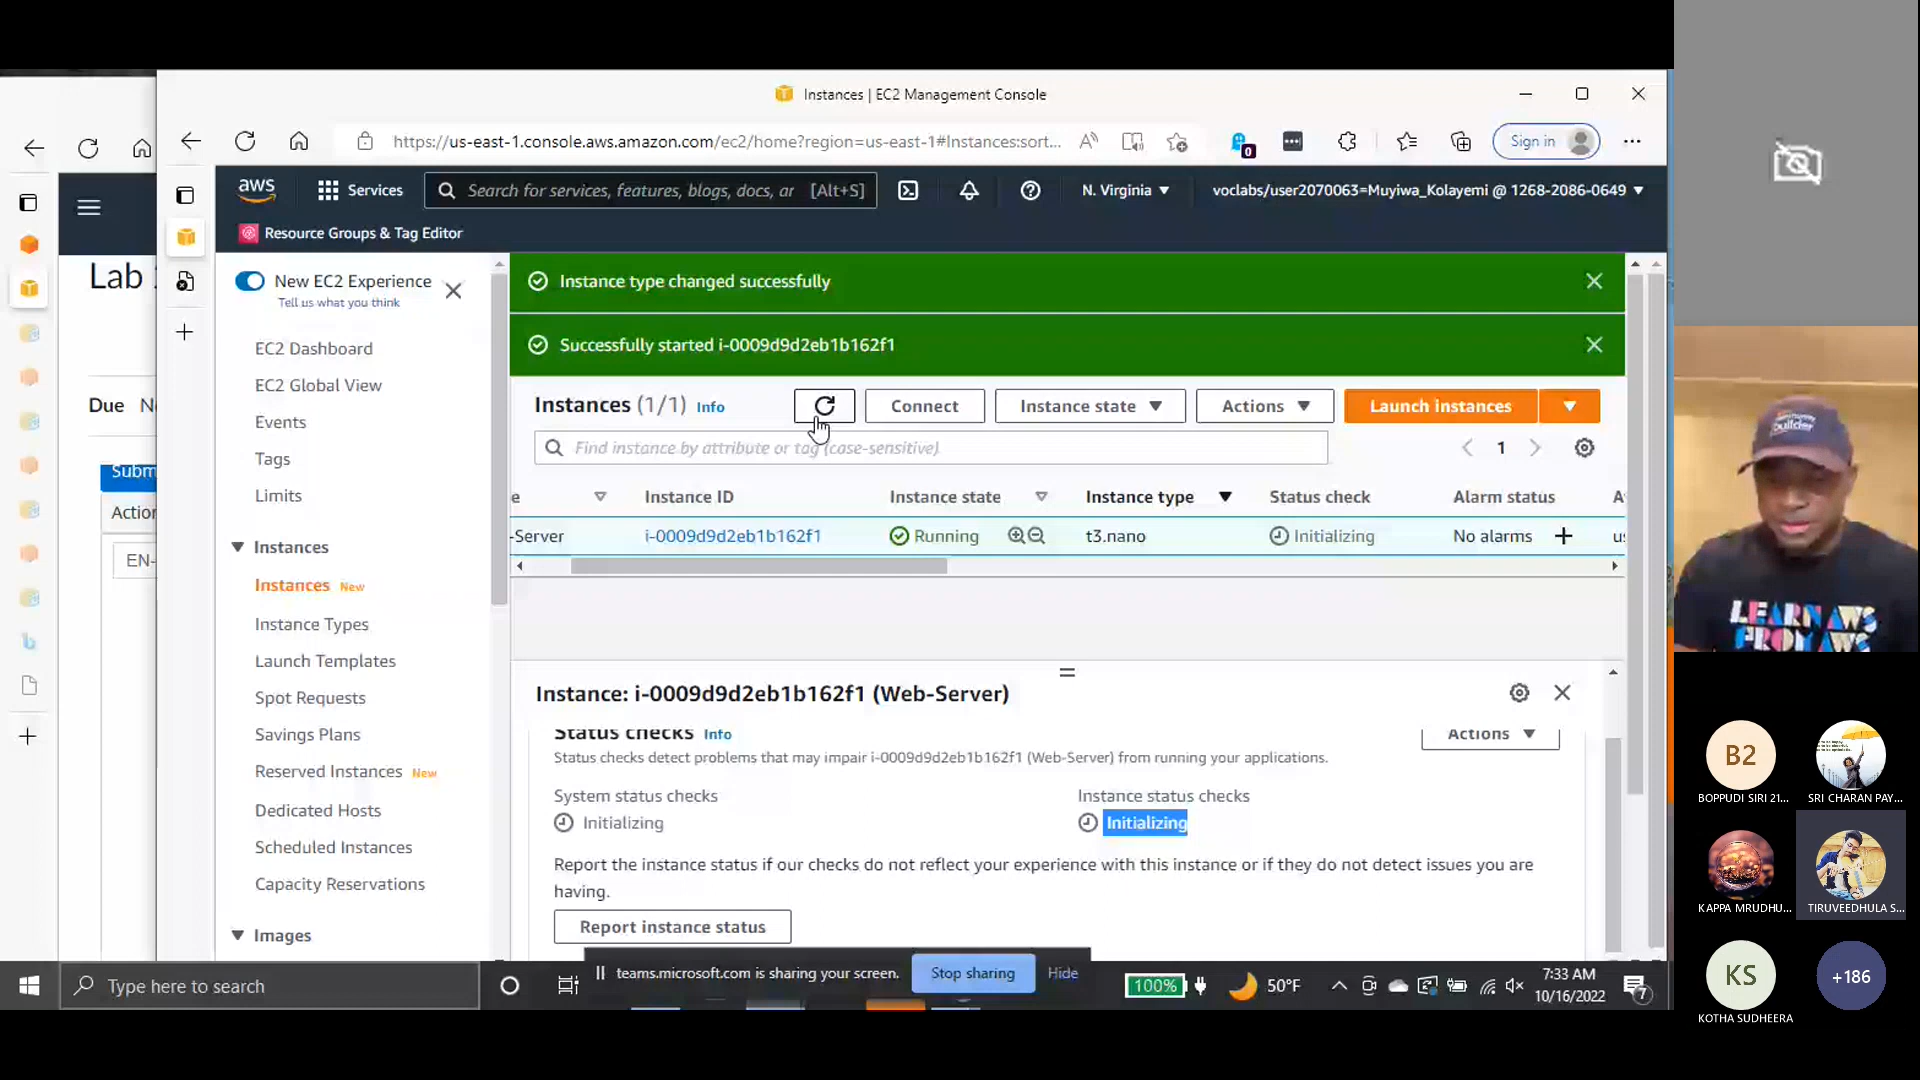 Instances | EC2 Management Console
https://us-east-1.console.aws.amazon.com/ec2/home?region=us-east-1#Instances:sort...
0
Sign in
aws
Services
Search for services, features, blogs, docs, ar
[Alt+S]
N. Virginia
voclabs/user2070063=Muyiwa_Kolayemi @ 1268-2086-0649
Resource Groups & Tag Editor
Lab
Due
Subm
Action
EN-
New EC2 Experience
Tell us what you think
EC2 Dashboard
EC2 Global View
Events
Tags
Limits
Instances
Instances New
Instance Types
Launch Templates
Spot Requests
Savings Plans
Reserved Instances New
Dedicated Hosts
Scheduled Instances
Capacity Reservations
Images
Instance type changed successfully
Successfully started i-0009d9d2eb1b162f1
Instances (1/1) Info
Connect
Instance state
Actions
Launch instances
Find instance by attribute or tag (case-sensitive)
1
e
Instance ID
Instance state
Instance type
Status check
Alarm status
A
-Server
i-0009d9d2eb1b162f1
Running
t3.nano
Initializing
No alarms
us
Instance: i-0009d9d2eb1b162f1 (Web-Server)
Status checks Info
Actions
Status checks detect problems that may impair i-0009d9d2eb1b162f1 (Web-Server) from running your applications.
System status checks
Initializing
Instance status checks
Initializing
Report the instance status if our checks do not reflect your experience with this instance or if they do not detect issues you are
having.
Report instance status
teams.microsoft.com is sharing your screen.
Stop sharing
Hide
Type here to search
100%
50°F
7:33 AM
10/16/2022
7
builder
LEARN AWS
FROM AWS
B2
BOPPUDI SIRI 21...
SRI CHARAN PAY...
KAPPA MRUDHU...
TIRUVEEDHULA S...
KS
KOTHA SUDHEERA
+186